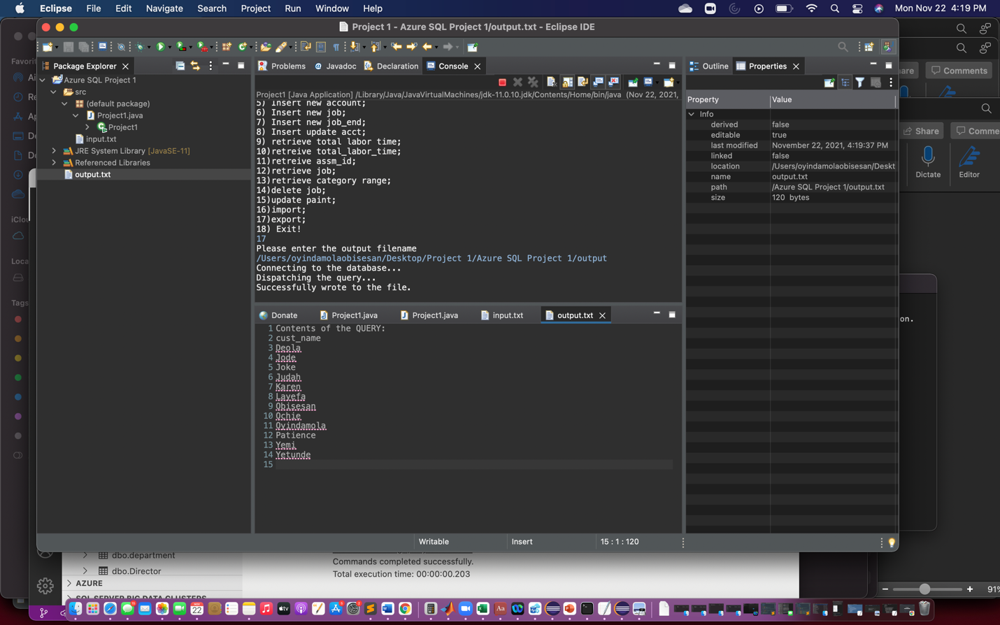 Eclipse File Edit Navigate Search Project Run Window Help
Mon Nov 22 4:19 PM
Project 1 - Azure SQL Project 1/output.txt - Eclipse IDE
Package Explorer
Azure SQL Project 1
src
(default package)
Project1.java
Project1
input.txt
JRE System Library [JavaSE-11]
Referenced Libraries
output.txt
Problems Javadoc Declaration Console
Project1 [Java Application] /Library/Java/JavaVirtualMachines/jdk-11.0.10.jdk/Contents/Home/bin/java (Nov 22, 2021,
5) Insert new account;
6) Insert new job;
7) Insert new job_end;
8) Insert update acct;
9) retrieve total labor time;
10)retreive total_labor_time;
11)retreive assm_id;
12)retrieve job;
13)retrieve category range;
14)delete job;
15)update paint;
16)import;
17)export;
18) Exit!
17
Please enter the output filename
/Users/oyindamolaobisesan/Desktop/Project 1/Azure SQL Project 1/output
Connecting to the database...
Dispatching the query...
Successfully wrote to the file.
Donate Project1.java Project1.java input.txt output.txt
1 Contents of the QUERY:
2 cust_name
3 Deola
4 Jode
5 Joke
6 Judah
7 Karen
8 Layefa
9 Obisesan
10 Ochie
11 Oyindamola
12 Patience
13 Yemi
14 Yetunde
15
Outline Properties
Property Value
Info
derived false
editable true
last modified November 22, 2021, 4:19:37 PM
linked false
location /Users/oyindamolaobisesan/Deskt
name output.txt
path /Azure SQL Project 1/output.txt
size 120 bytes
Writable Insert 15 : 1 : 120
Favori
iClou
Loca
Tags
are Comments
Share Comme
Dictate Editor
on.
dbo.department
dbo.Director
AZURE
Commands completed successfully.
Total execution time: 00:00:00.203
91%